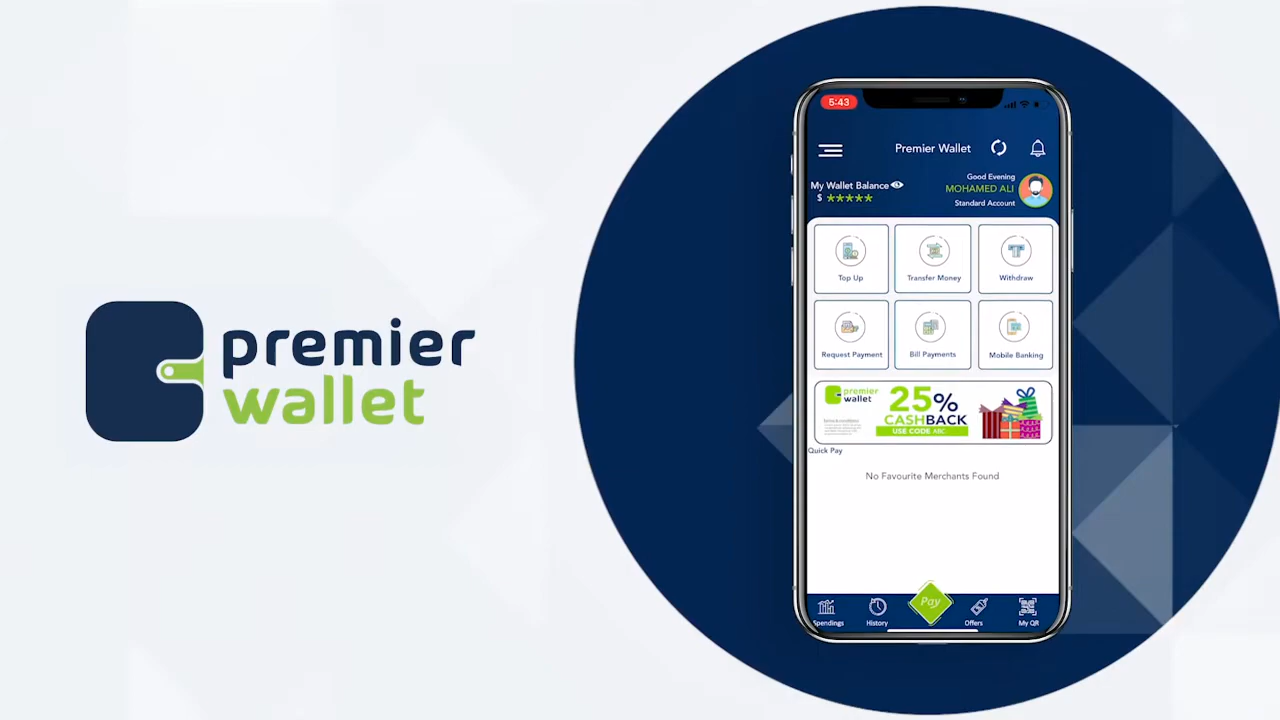 premier
wallet
5:43
Premier Wallet
My Wallet Balance
$ *****
Good Evening
MOHAMED ALI
Standard Account
Top Up
Transfer Money
Withdraw
Request Payment
Bill Payments
Mobile Banking
premier
wallet
25%
CASHBACK
USE CODE ABC
Quick Pay
No Favourite Merchants Found
Pay
Spendings
History
Offers
My QR